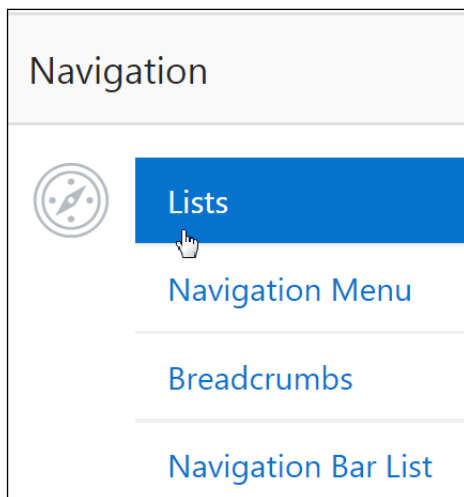 Navigation
Lists
Navigation Menu
Breadcrumbs
Navigation Bar List